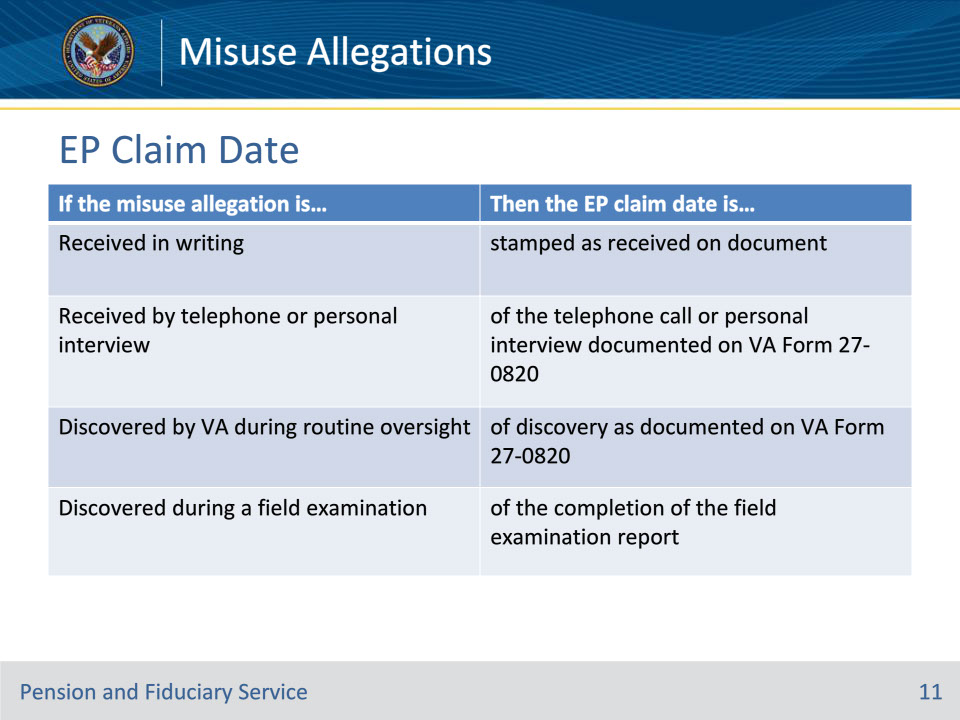 Misuse Allegations
EP Claim Date
If the misuse allegation is…
Then the EP claim date is…
Received in writing
stamped as received on document
Received by telephone or personal
interview
of the telephone call or personal
interview documented on VA Form 27-
0820
Discovered by VA during routine oversight
of discovery as documented on VA Form
27-0820
Discovered during a field examination
of the completion of the field
examination report
Pension and Fiduciary Service
11